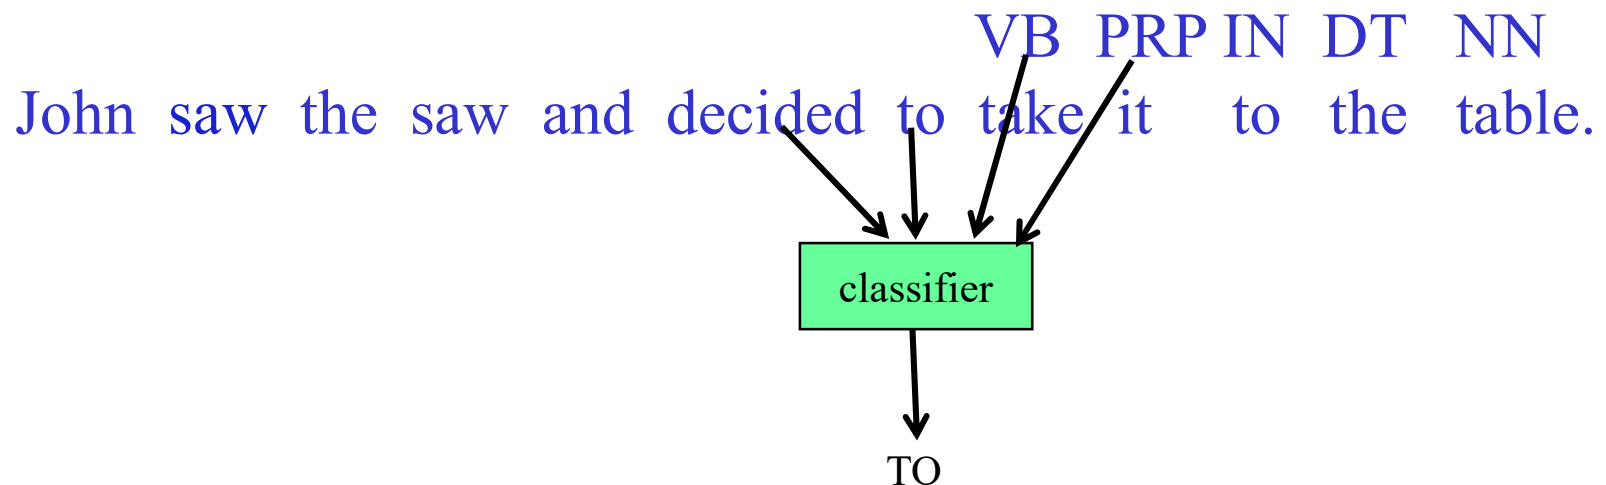 VB PRP IN DT NN
John saw the saw and decided to take it to the table.
classifier
TO